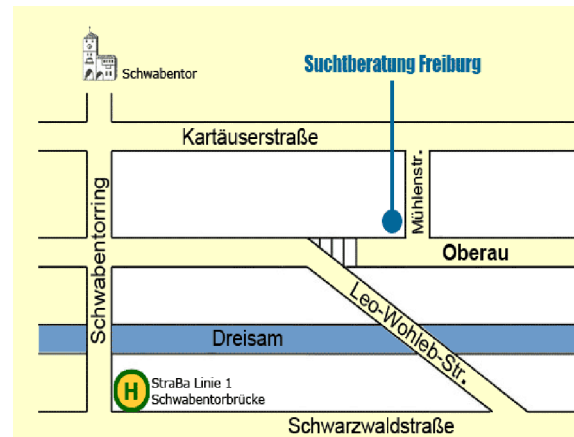 Schwabentor
Suchtberatung Freiburg
Kartäuserstraße
Mühlenstr.
Schwabentorring
Oberau
Leo-Wohleb-Str.
Dreisam
H
StraBa Linie 1
Schwabentorbrücke
Schwarzwaldstraße